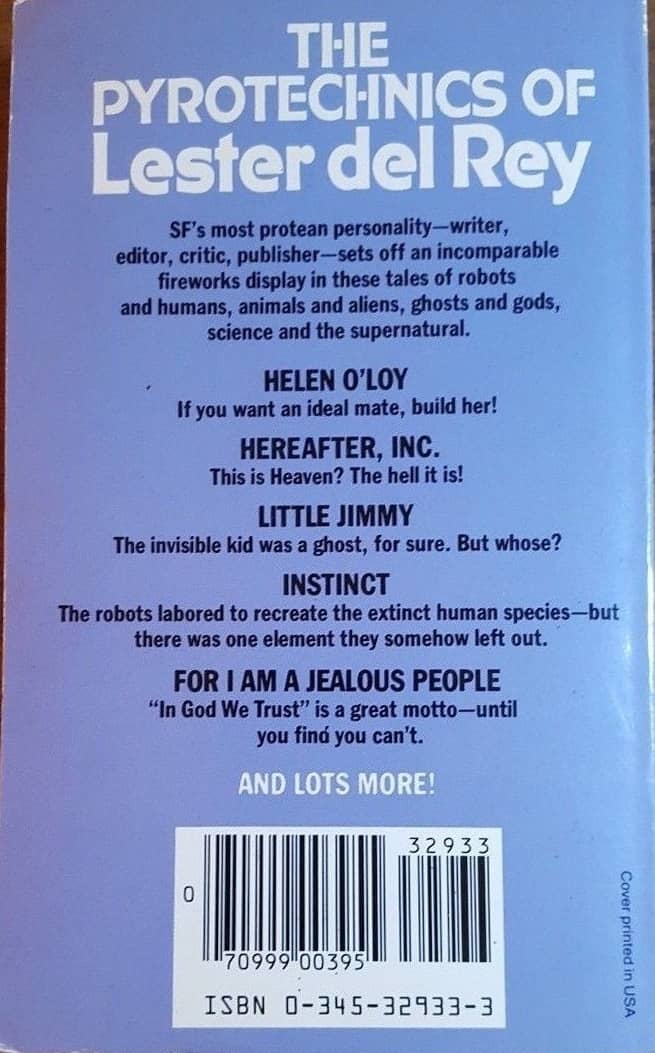 THE
PYROTECHNICS OF
Lester del Rey
SF's most protean personality—writer,
editor, critic, publisher—sets off an incomparable
fireworks display in these tales of robots
and humans, animals and aliens, ghosts and gods,
science and the supernatural.
HELEN O'LOY
If you want an ideal mate, build her!
HEREAFTER, INC.
This is Heaven? The hell it is!
LITTLE JIMMY
The invisible kid was a ghost, for sure. But whose?
INSTINCT
The robots labored to recreate the extinct human species—but
there was one element they somehow left out.
FOR I AM A JEALOUS PEOPLE
“In God We Trust” is a great motto—until
you find you can't.
AND LOTS MORE!
32933
0
70999 00395
ISBN 0-345-32933-3
Cover printed in USA